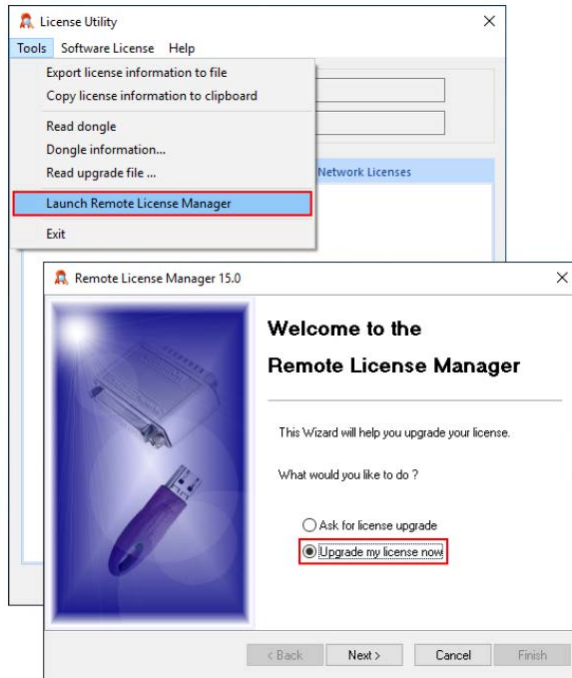 License Utility
Tools Software License Help
Export license information to file
Copy license information to clipboard
Read dongle
Dongle information...
Read upgrade file ...
Network Licenses
Launch Remote License Manager
Exit
Remote License Manager 15.0
Welcome to the
Remote License Manager
This Wizard will help you upgrade your license.
What would you like to do ?
Ask for license upgrade
Upgrade my license now
< Back Next > Cancel Finish